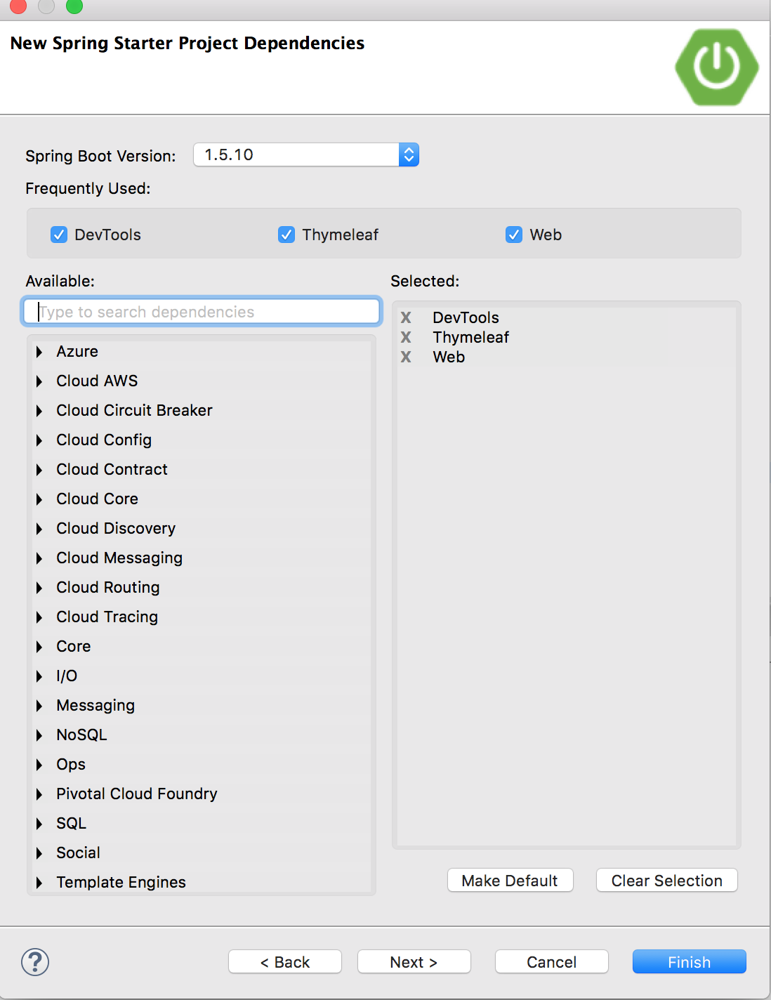 New Spring Starter Project Dependencies
Spring Boot Version: 1.5.10
Frequently Used:
DevTools Thymeleaf Web
Available:
Type to search dependencies
Azure
Cloud AWS
Cloud Circuit Breaker
Cloud Config
Cloud Contract
Cloud Core
Cloud Discovery
Cloud Messaging
Cloud Routing
Cloud Tracing
Core
I/O
Messaging
NoSQL
Ops
Pivotal Cloud Foundry
SQL
Social
Template Engines
Selected:
X DevTools
X Thymeleaf
X Web
Make Default Clear Selection
? < Back Next > Cancel Finish